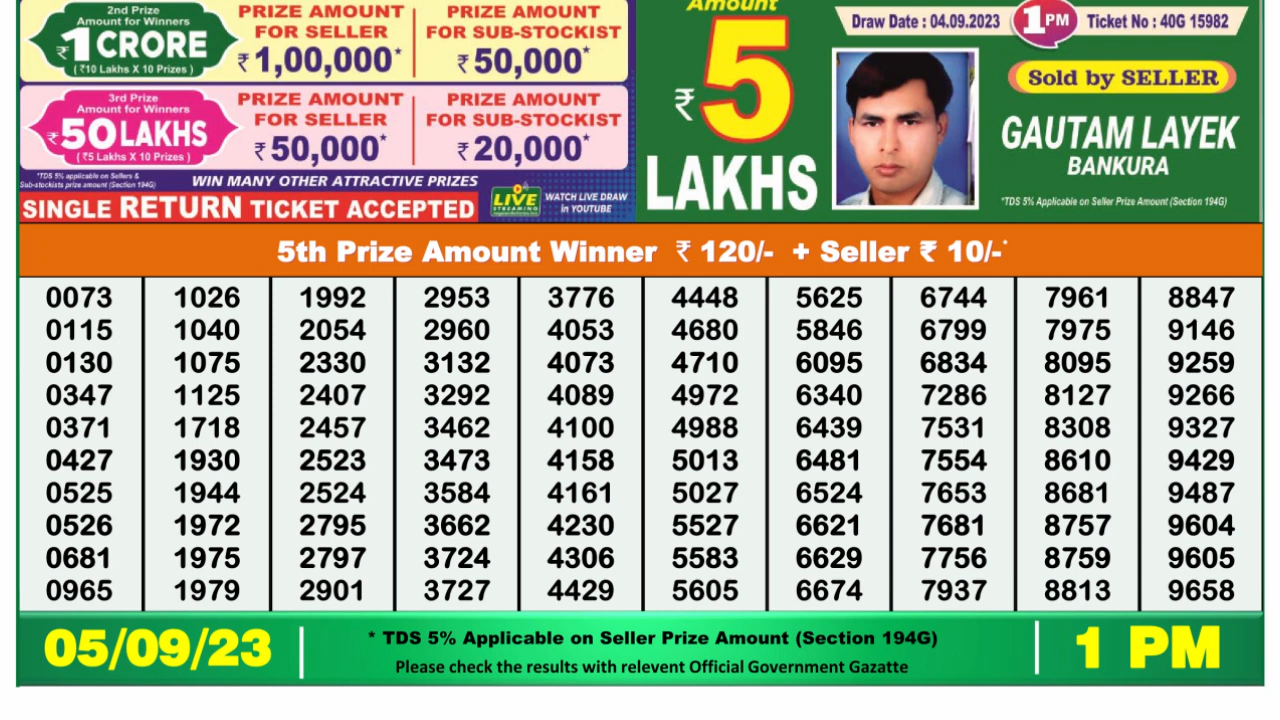 2nd Prize
Amount for Winners
₹1 CRORE
(₹10 Lakhs X 10 Prizes)
PRIZE AMOUNT
FOR SELLER
₹1,00,000*
PRIZE AMOUNT
FOR SUB-STOCKIST
₹50,000*
3rd Prize
Amount for Winners
₹50 LAKHS
(₹5 Lakhs X 10 Prizes)
PRIZE AMOUNT
FOR SELLER
₹50,000*
PRIZE AMOUNT
FOR SUB-STOCKIST
₹20,000*
*TDS 5% applicable on Sellers &
Sub-stockists prize amount (Section 194G)
WIN MANY OTHER ATTRACTIVE PRIZES
SINGLE RETURN TICKET ACCEPTED
LIVE
STREAMING
WATCH LIVE DRAW
in YOUTUBE
Amount
₹5
LAKHS
Draw Date : 04.09.2023 1 PM Ticket No : 40G 15982
Sold by SELLER
GAUTAM LAYEK
BANKURA
*TDS 5% Applicable on Seller Prize Amount (Section 194G)
5th Prize Amount Winner ₹ 120/- + Seller ₹ 10/-*
0073 1026 1992 2953 3776 4448 5625 6744 7961 8847
0115 1040 2054 2960 4053 4680 5846 6799 7975 9146
0130 1075 2330 3132 4073 4710 6095 6834 8095 9259
0347 1125 2407 3292 4089 4972 6340 7286 8127 9266
0371 1718 2457 3462 4100 4988 6439 7531 8308 9327
0427 1930 2523 3473 4158 5013 6481 7554 8610 9429
0525 1944 2524 3584 4161 5027 6524 7653 8681 9487
0526 1972 2795 3662 4230 5527 6621 7681 8757 9604
0681 1975 2797 3724 4306 5583 6629 7756 8759 9605
0965 1979 2901 3727 4429 5605 6674 7937 8813 9658
05/09/23
* TDS 5% Applicable on Seller Prize Amount (Section 194G)
Please check the results with relevent Official Government Gazatte
1 PM